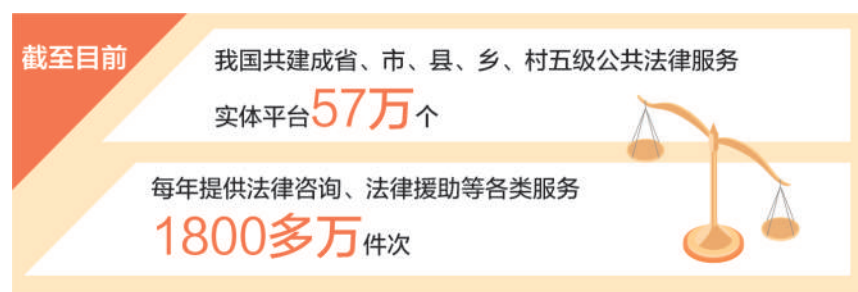 截至目前
我国共建成省、市、县、乡、村五级公共法律服务
实体平台57万个
每年提供法律咨询、法律援助等各类服务
1800多万件次